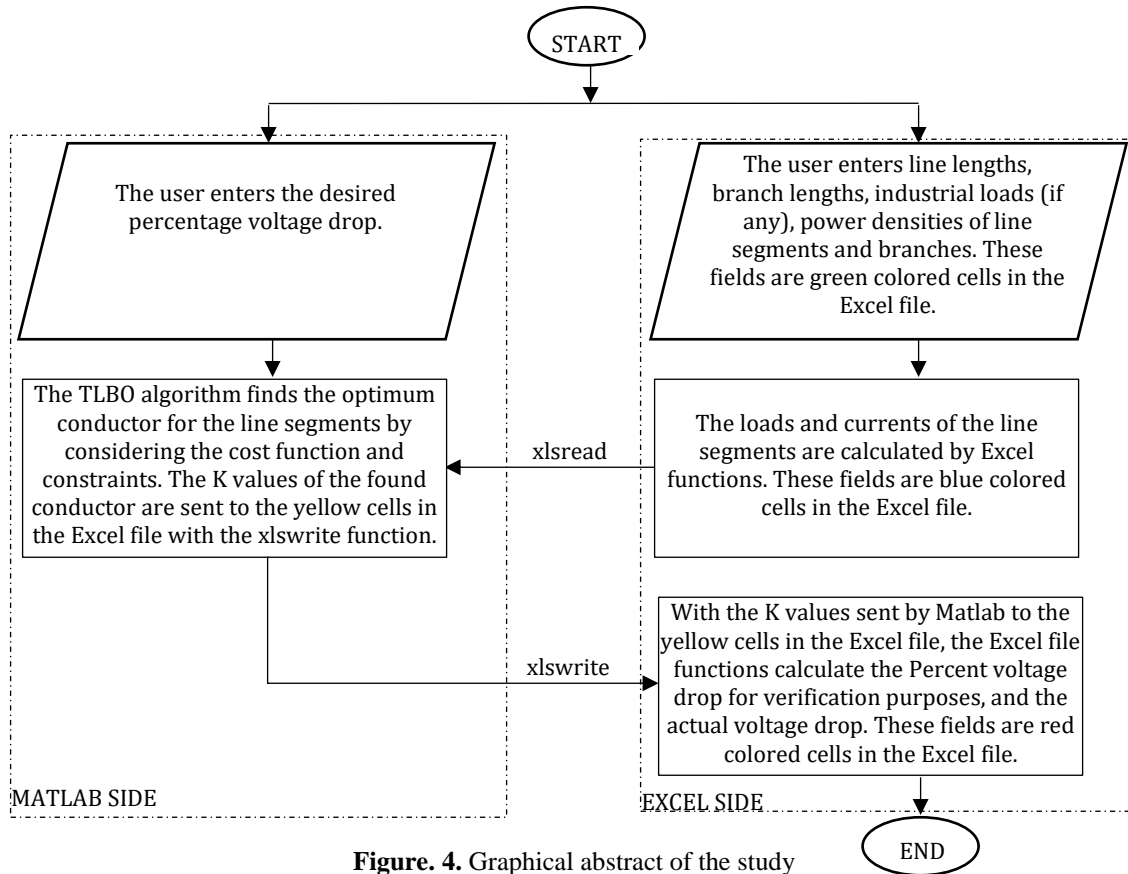 START
The user enters the desired
percentage voltage drop.
The user enters line lengths,
branch lengths, industrial loads (if
any), power densities of line
segments and branches. These
fields are green colored cells in the
Excel file.
The TLBO algorithm finds the optimum
conductor for the line segments by
considering the cost function and
constraints. The K values of the found
conductor are sent to the yellow cells in
the Excel file with the xlswrite function.
xlsread
The loads and currents of the line
segments are calculated by Excel
functions. These fields are blue colored
cells in the Excel file.
xlswrite
With the K values sent by Matlab to the
yellow cells in the Excel file, the Excel file
functions calculate the Percent voltage
drop for verification purposes, and the
actual voltage drop. These fields are red
colored cells in the Excel file.
MATLAB SIDE
EXCEL SIDE
END
Figure. 4. Graphical abstract of the study